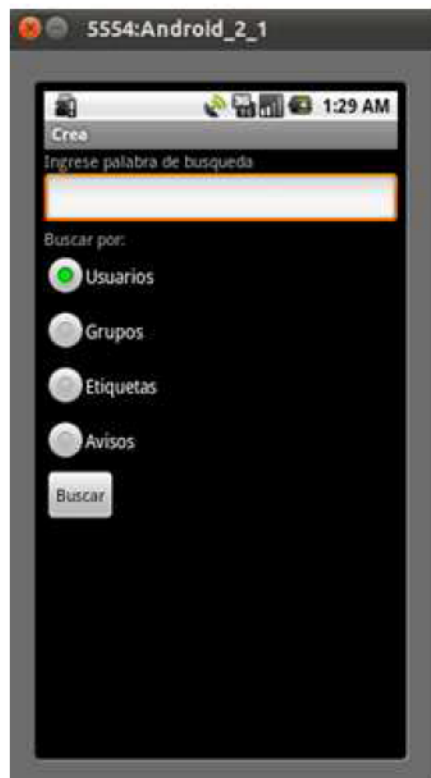 5554:Android_2_1
1:29 AM
Crea
Ingrese palabra de busqueda
Buscar por:
Usuarios
Grupos
Etiquetas
Avisos
Buscar